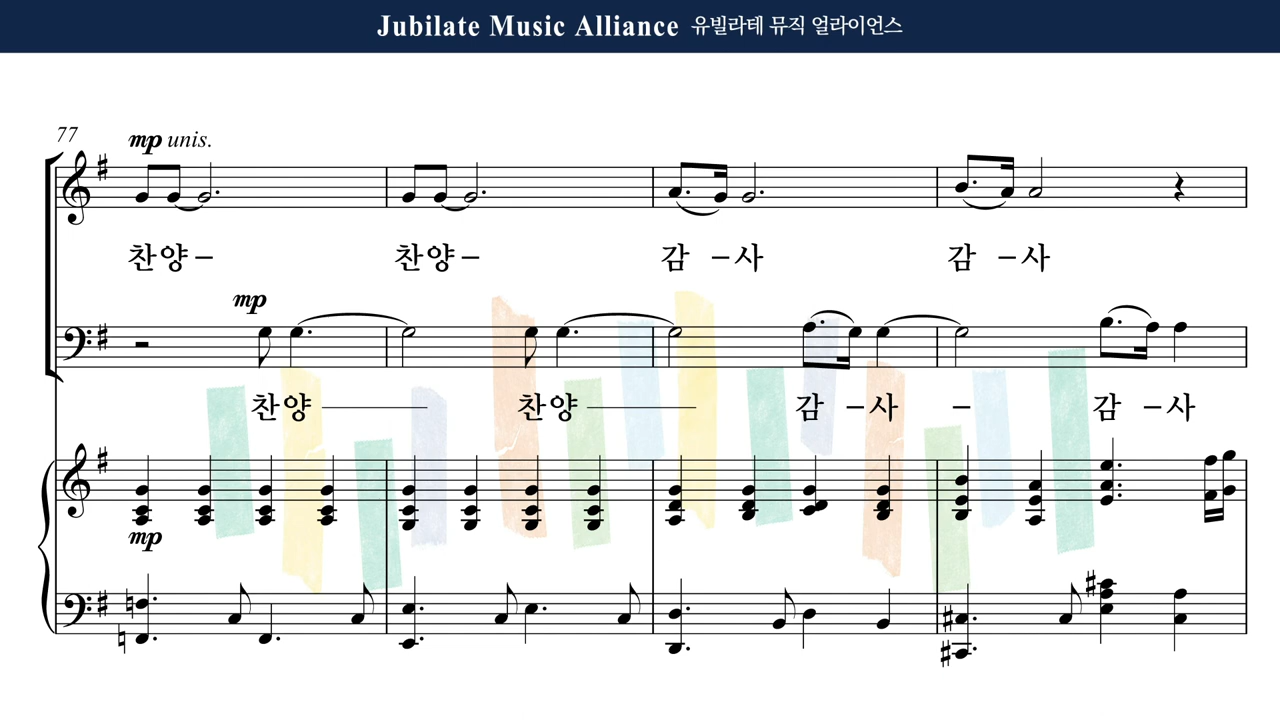 Jubilate Music Alliance 유빌라테 뮤직 얼라이언스
77
mp unis.
찬양- 찬양- 감 -사 감 -사
mp
찬양 찬양 감 -사 - 감 -사
mp